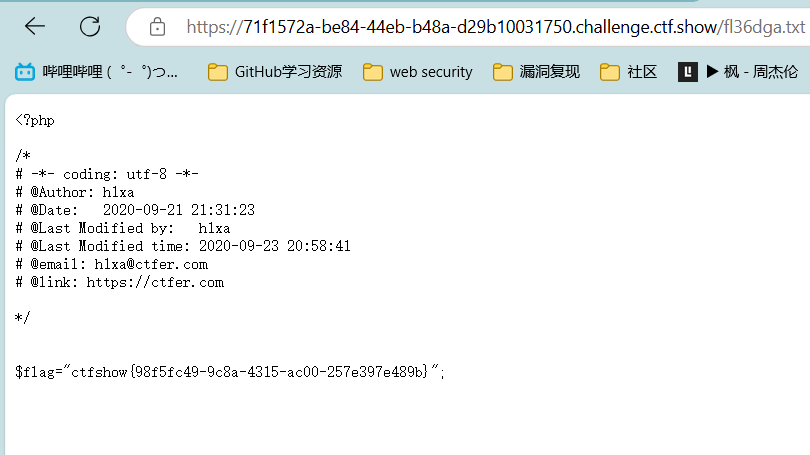 https://71f1572a-be84-44eb-b48a-d29b10031750.challenge.ctf.show/fl36dga.txt
哔哩哔哩 (゜-゜)つ... GitHub学习资源 web security 漏洞复现 社区 ▶ 枫 - 周杰伦
<?php
/*
# -*- coding: utf-8 -*-
# @Author: h1xa
# @Date:   2020-09-21 21:31:23
# @Last Modified by:   h1xa
# @Last Modified time: 2020-09-23 20:58:41
# @email: h1xa@ctfer.com
# @link: https://ctfer.com
*/
$flag="ctfshow{98f5fc49-9c8a-4315-ac00-257e397e489b}";